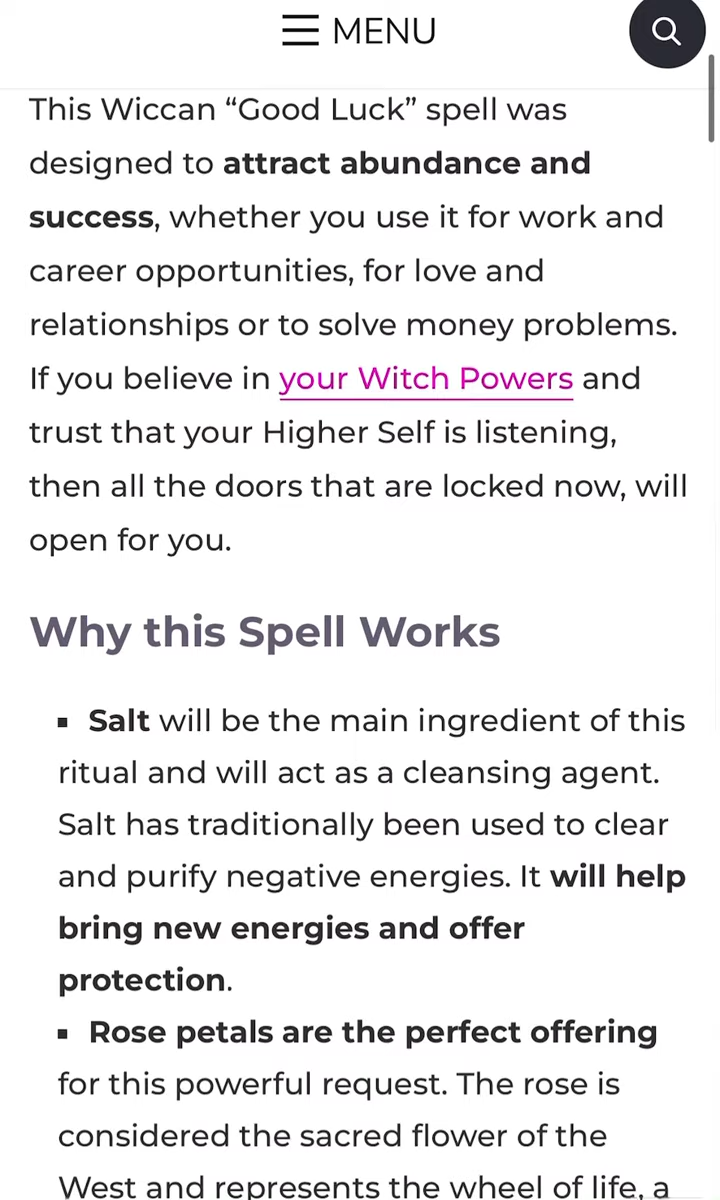 MENU
This Wiccan “Good Luck” spell was
designed to attract abundance and
success, whether you use it for work and
career opportunities, for love and
relationships or to solve money problems.
If you believe in your Witch Powers and
trust that your Higher Self is listening,
then all the doors that are locked now, will
open for you.
Why this Spell Works
▪ Salt will be the main ingredient of this
ritual and will act as a cleansing agent.
Salt has traditionally been used to clear
and purify negative energies. It will help
bring new energies and offer
protection.
▪ Rose petals are the perfect offering
for this powerful request. The rose is
considered the sacred flower of the
West and represents the wheel of life, a